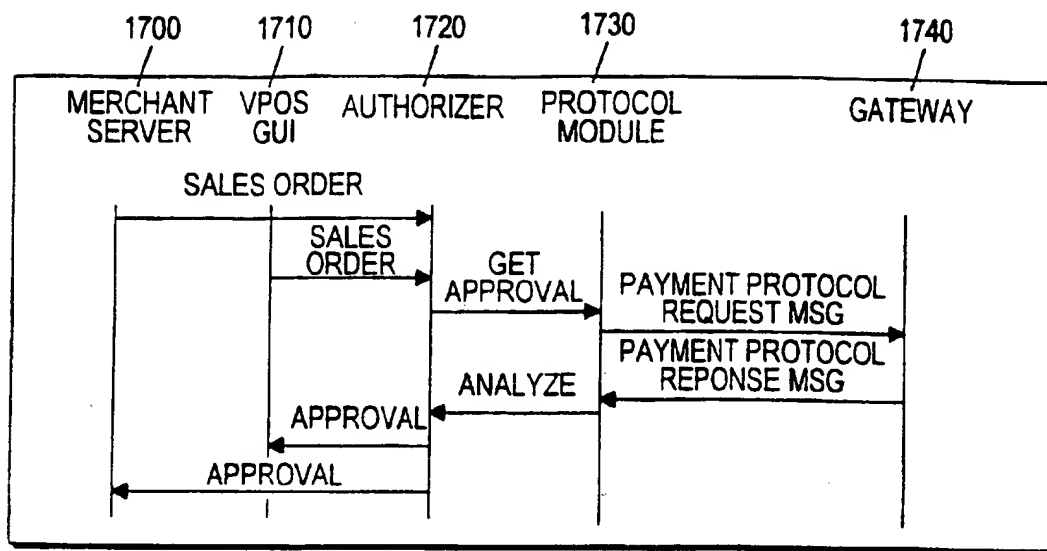 1700 1710 1720 1730 1740
MERCHANT SERVER
VPOS GUI
AUTHORIZER
PROTOCOL MODULE
GATEWAY
SALES ORDER
SALES
ORDER
GET
APPROVAL
PAYMENT PROTOCOL
REQUEST MSG
PAYMENT PROTOCOL
REPONSE MSG
ANALYZE
APPROVAL
APPROVAL